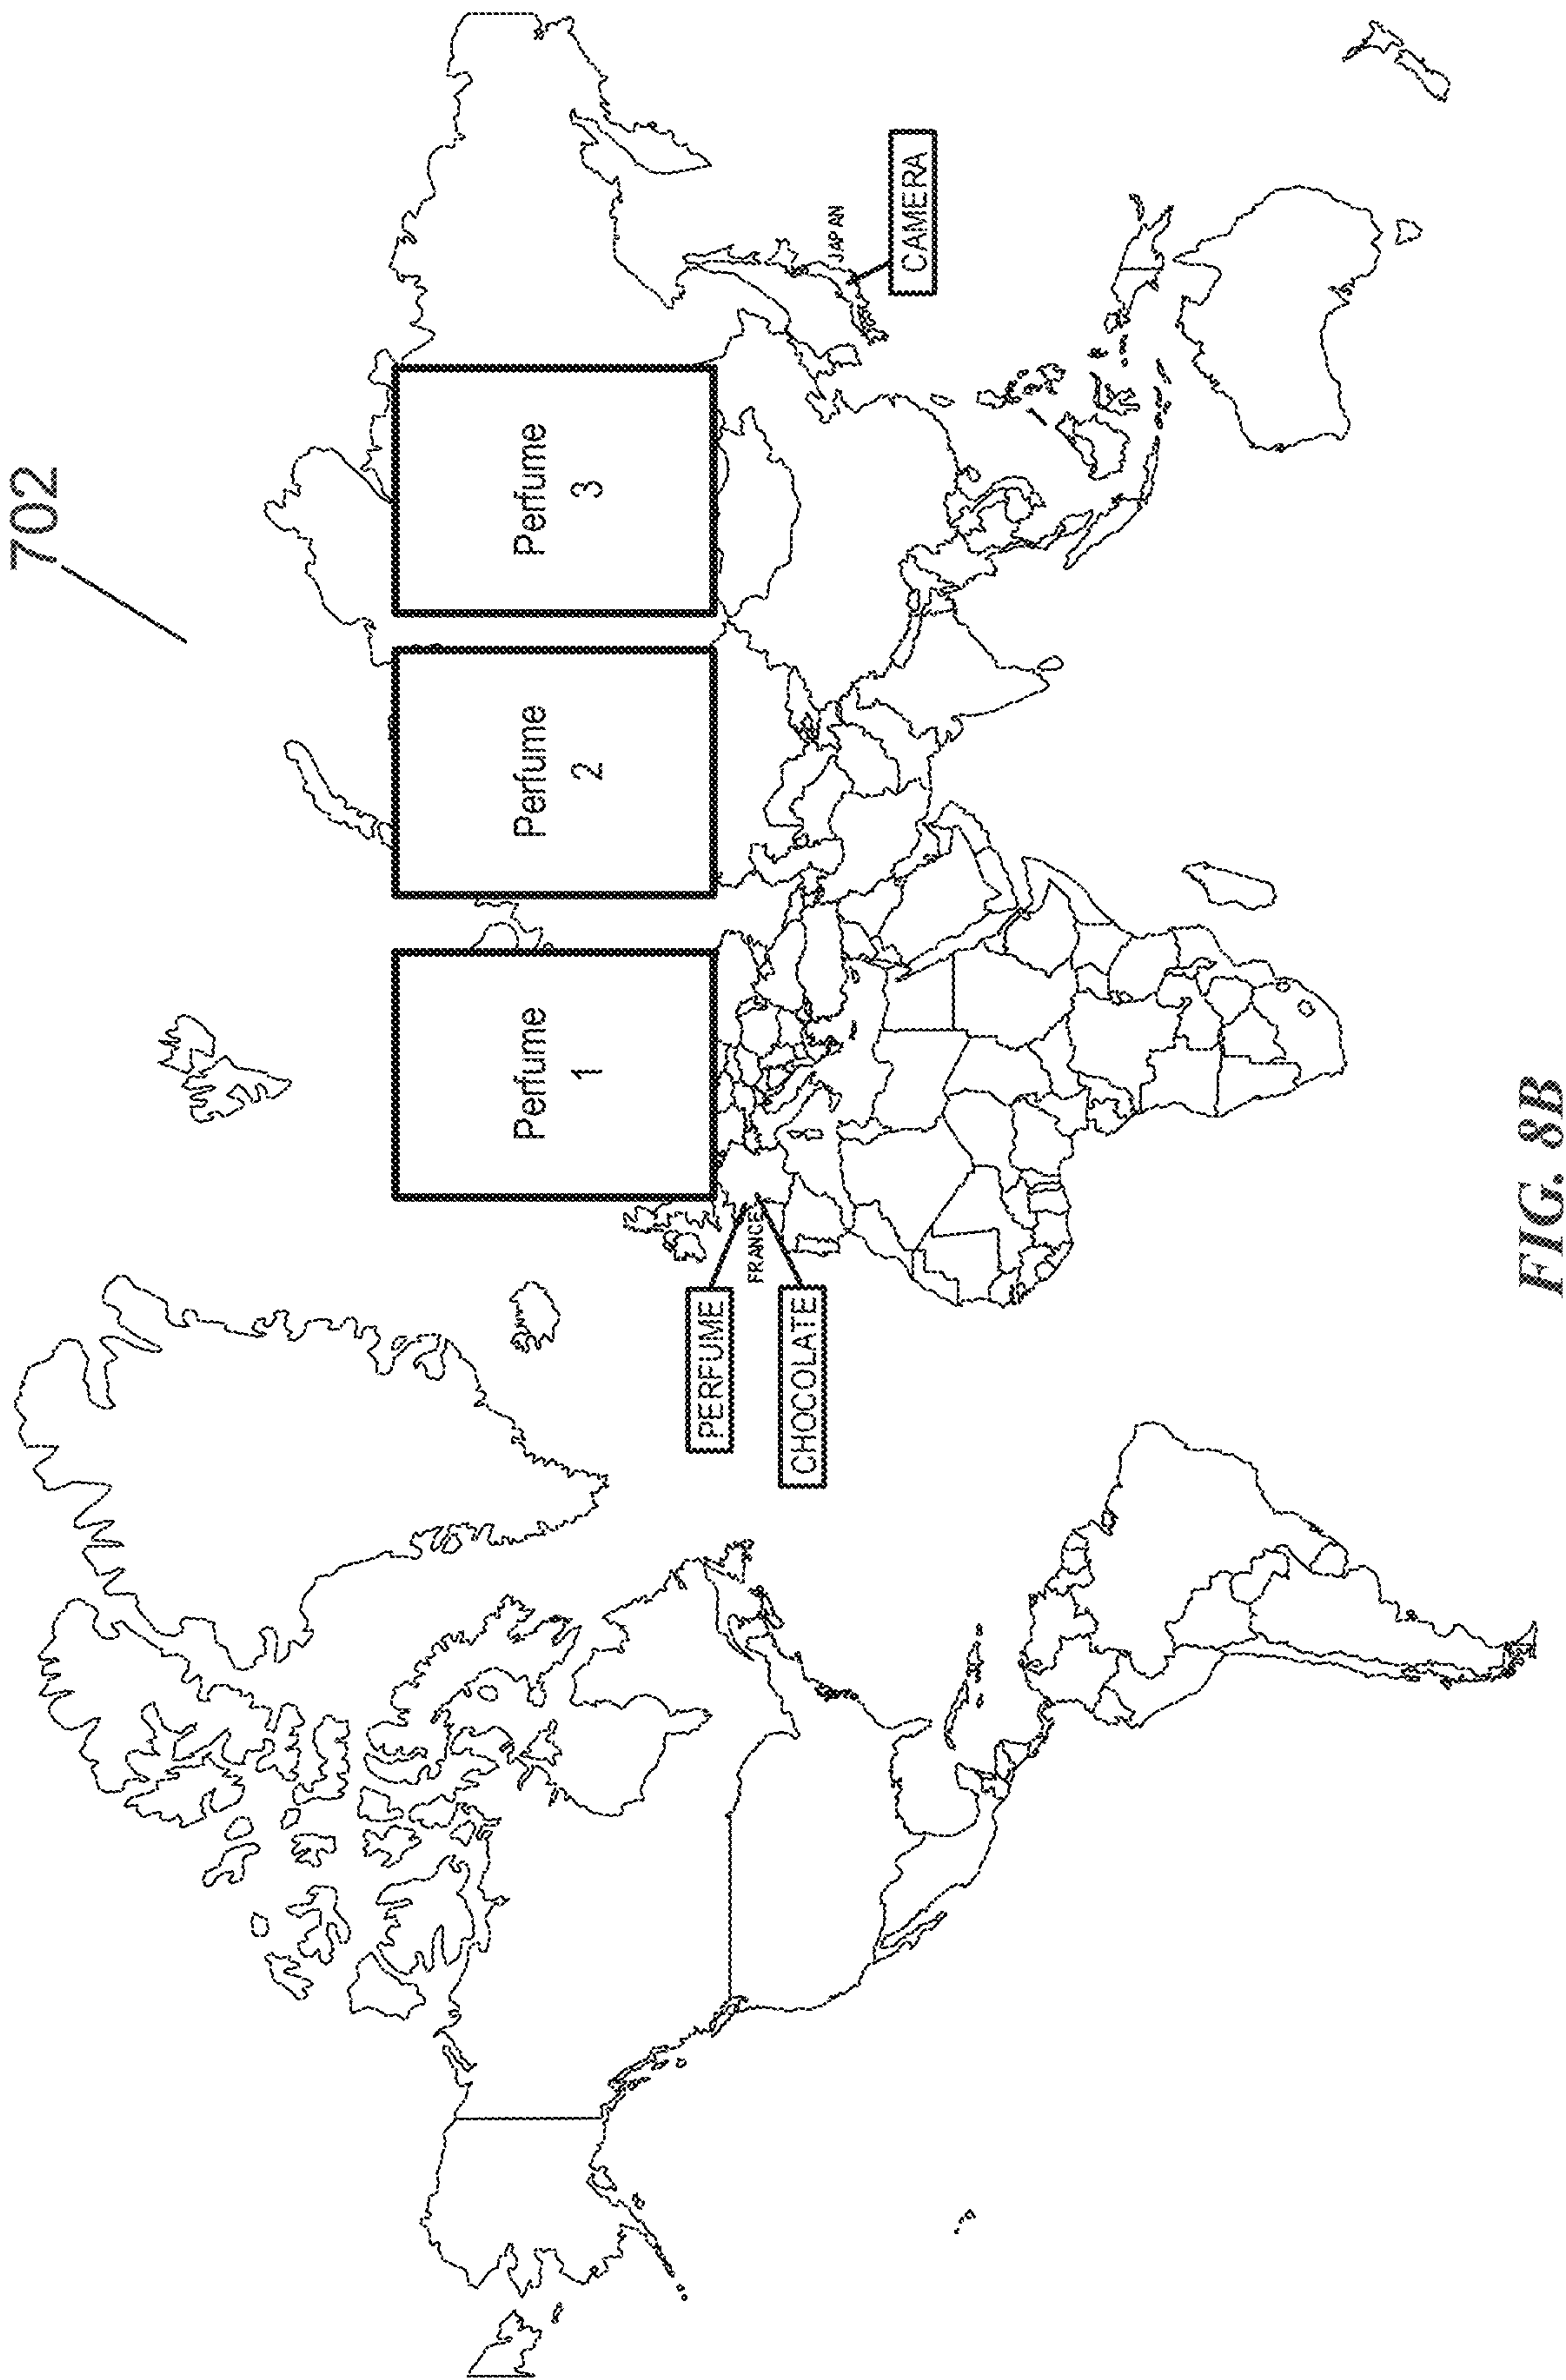 702
Perfume
1
Perfume
2
Perfume
3
PERFUME
FRANCE
CHOCOLATE
JAPAN
CAMERA
FIG. 8B